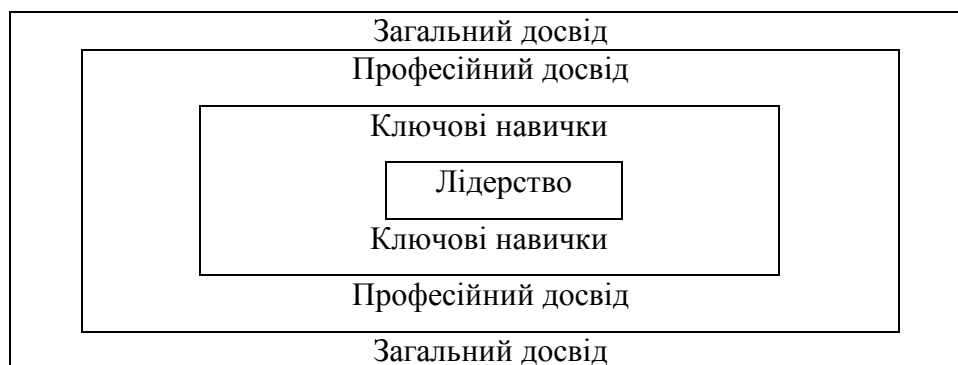 Загальний досвід
Професійний досвід
Ключові навички
Лідерство
Ключові навички
Професійний досвід
Загальний досвід